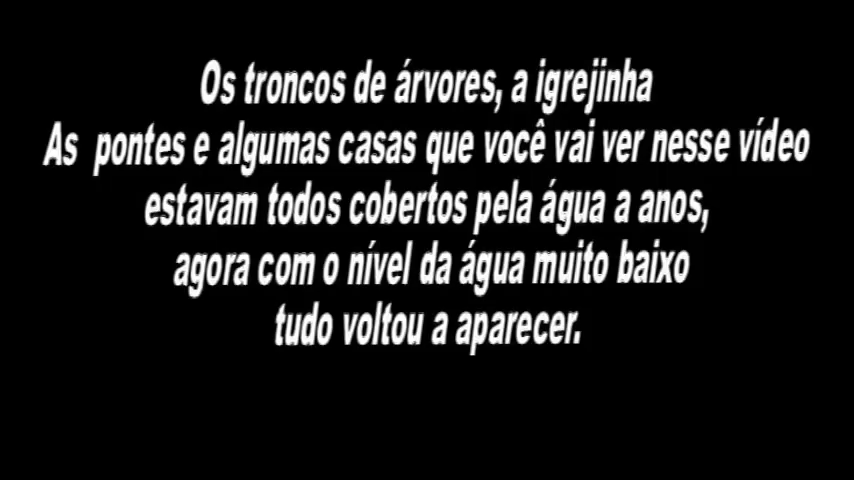 Os troncos de árvores, a igrejinha
As pontes e algumas casas que você vai ver nesse vídeo
estavam todos cobertos pela água a anos,
agora com o nível da água muito baixo
tudo voltou a aparecer.